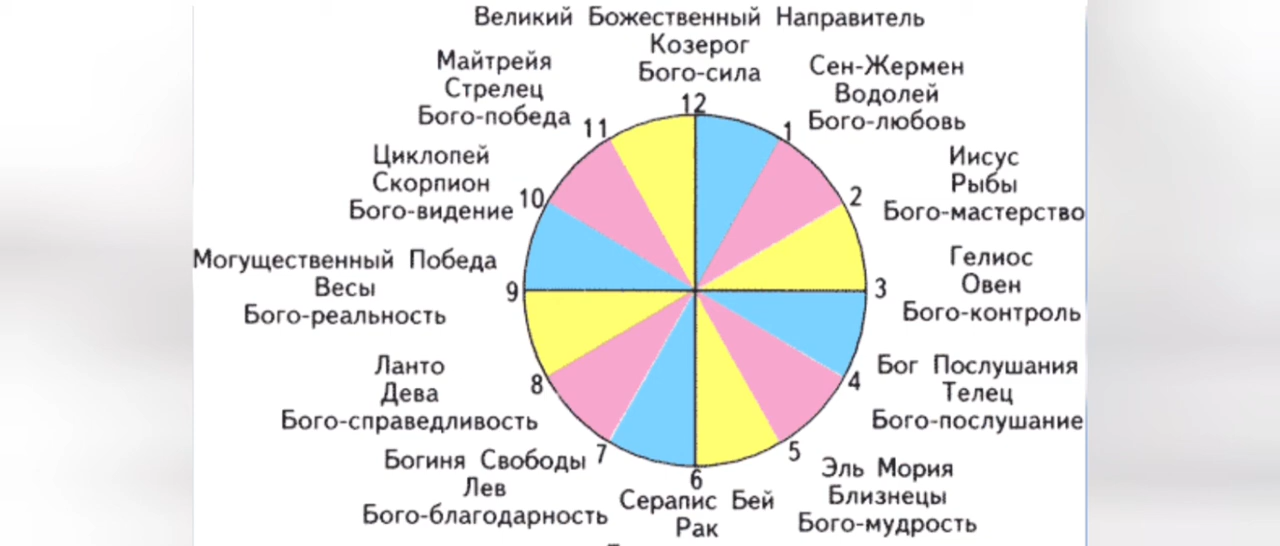 Великий Божественный Направитель
Козерог
Бого-сила
12
Сен-Жермен
Водолей
Бого-любовь
1
Иисус
Рыбы
Бого-мастерство
2
Гелиос
Овен
Бого-контроль
3
Бог Послушания
Телец
Бого-послушание
4
Эль Мория
Близнецы
Бого-мудрость
5
6
Серапис Бей
Рак
Богиня Свободы
Лев
Бого-благодарность
7
Ланто
Дева
Бого-справедливость
8
Могущественный Победа
Весы
Бого-реальность
9
Циклопей
Скорпион
Бого-видение
10
Майтрейя
Стрелец
Бого-победа
11